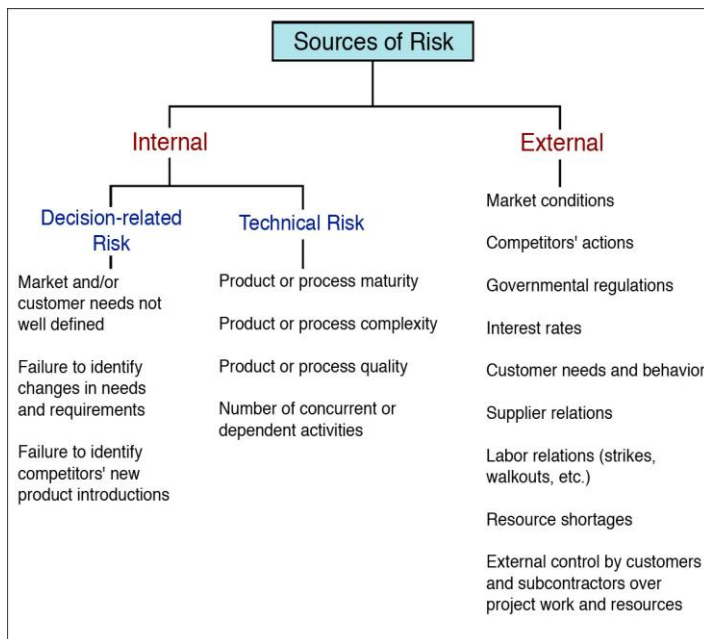 Sources of Risk
Internal
Decision-related
Risk
Market and/or
customer needs not
well defined
Failure to identify
changes in needs
and requirements
Failure to identify
competitors' new
product introductions
Technical Risk
Product or process maturity
Product or process complexity
Product or process quality
Number of concurrent or
dependent activities
External
Market conditions
Competitors' actions
Governmental regulations
Interest rates
Customer needs and behavior
Supplier relations
Labor relations (strikes,
walkouts, etc.)
Resource shortages
External control by customers
and subcontractors over
project work and resources